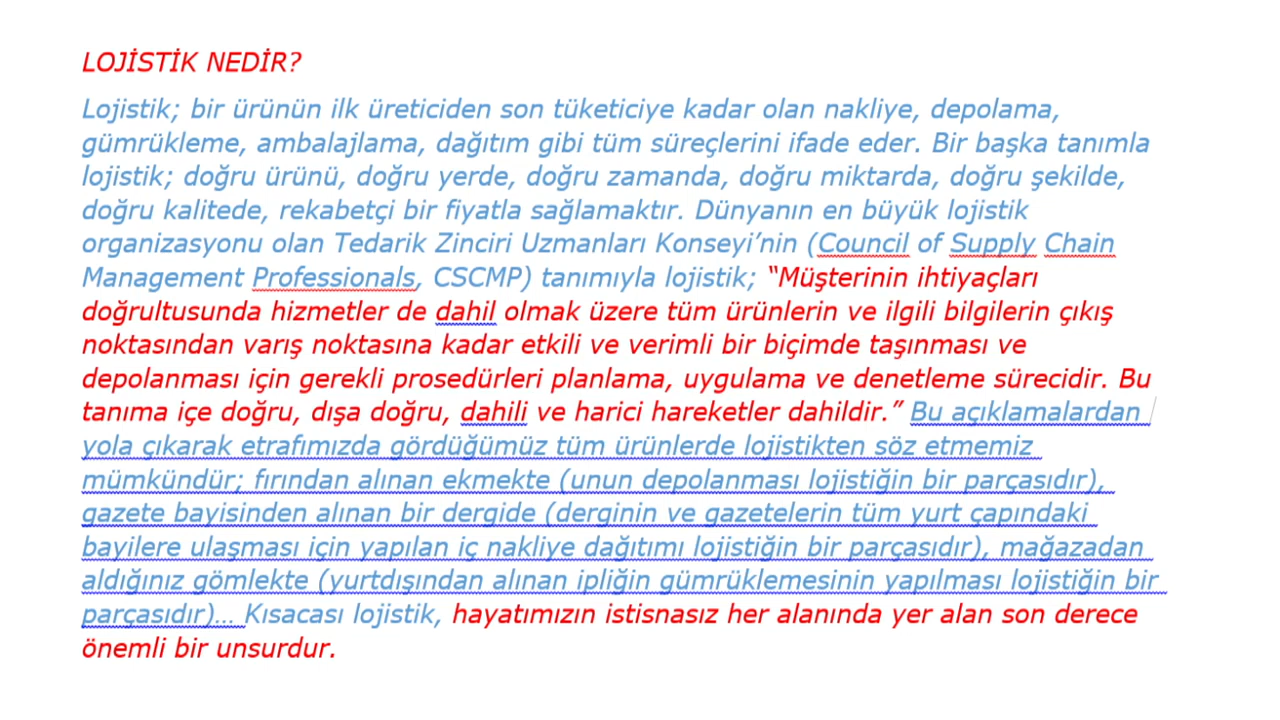 LOJİSTİK NEDİR?
Lojistik; bir ürünün ilk üreticiden son tüketiciye kadar olan nakliye, depolama,
gümrükleme, ambalajlama, dağıtım gibi tüm süreçlerini ifade eder. Bir başka tanımla
lojistik; doğru ürünü, doğru yerde, doğru zamanda, doğru miktarda, doğru şekilde,
doğru kalitede, rekabetçi bir fiyatla sağlamaktır. Dünyanın en büyük lojistik
organizasyonu olan Tedarik Zinciri Uzmanları Konseyi’nin (Council of Supply Chain
Management Professionals, CSCMP) tanımıyla lojistik; “Müşterinin ihtiyaçları
doğrultusunda hizmetler de dahil olmak üzere tüm ürünlerin ve ilgili bilgilerin çıkış
noktasından varış noktasına kadar etkili ve verimli bir biçimde taşınması ve
depolanması için gerekli prosedürleri planlama, uygulama ve denetleme sürecidir. Bu
tanıma içe doğru, dışa doğru, dahili ve harici hareketler dahildir.” Bu açıklamalardan
yola çıkarak etrafımızda gördüğümüz tüm ürünlerde lojistikten söz etmemiz
mümkündür; fırından alınan ekmekte (unun depolanması lojistiğin bir parçasıdır),
gazete bayisinden alınan bir dergide (derginin ve gazetelerin tüm yurt çapındaki
bayilere ulaşması için yapılan iç nakliye dağıtımı lojistiğin bir parçasıdır), mağazadan
aldığınız gömlekte (yurtdışından alınan ipliğin gümrüklemesinin yapılması lojistiğin bir
parçasıdır)… Kısacası lojistik, hayatımızın istisnasız her alanında yer alan son derece
önemli bir unsurdur.